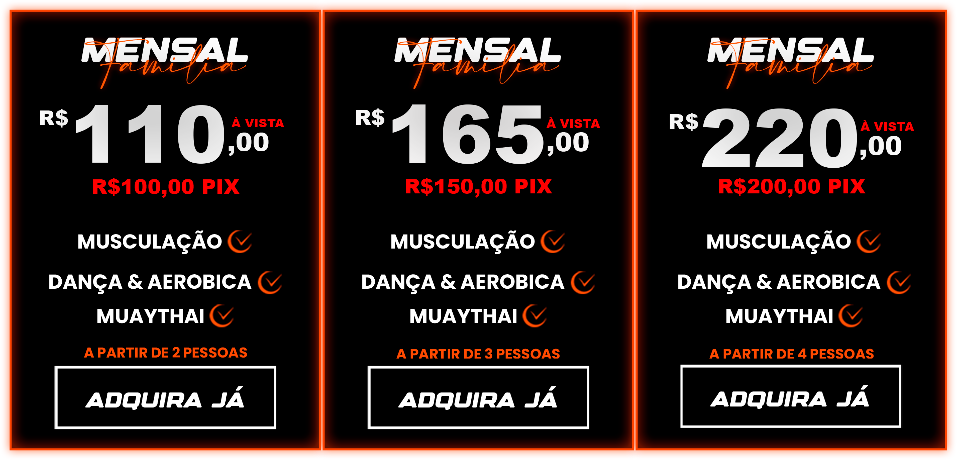 MENSAL
Família
R$ 110,00 À VISTA
R$100,00 PIX
MUSCULAÇÃO
DANÇA & AEROBICA
MUAYTHAI
A PARTIR DE 2 PESSOAS
ADQUIRA JÁ
MENSAL
Família
R$ 165,00 À VISTA
R$150,00 PIX
MUSCULAÇÃO
DANÇA & AEROBICA
MUAYTHAI
A PARTIR DE 3 PESSOAS
ADQUIRA JÁ
MENSAL
Família
R$ 220,00 À VISTA
R$200,00 PIX
MUSCULAÇÃO
DANÇA & AEROBICA
MUAYTHAI
A PARTIR DE 4 PESSOAS
ADQUIRA JÁ